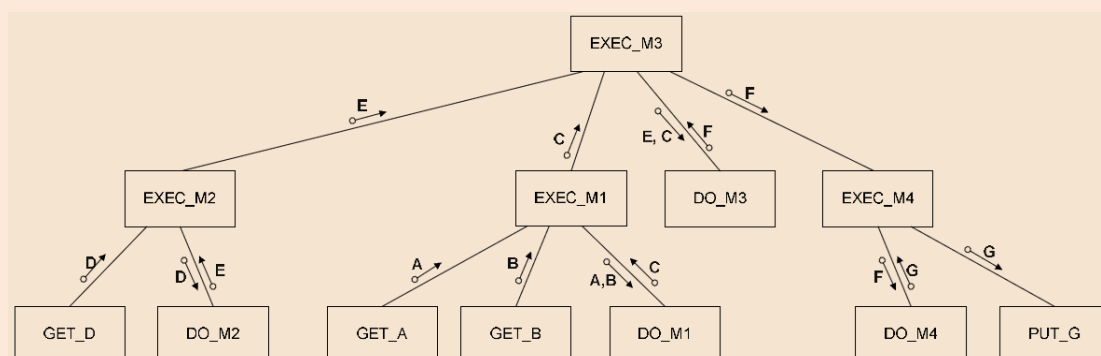 EXEC_M3
E
F
C
E, C
F
EXEC_M2
EXEC_M1
DO_M3
EXEC_M4
D
D
E
A
B
A,B
C
F
G
G
GET_D
DO_M2
GET_A
GET_B
DO_M1
DO_M4
PUT_G